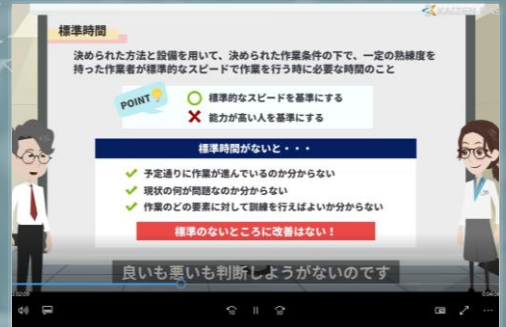 KAIZEN
標準時間
決められた方法と設備を用いて、決められた作業条件の下で、一定の熟練度を
持った作業者が標準的なスピードで作業を行う時に必要な時間のこと
POINT
標準的なスピードを基準にする
能力が高い人を基準にする
標準時間がないと・・・
予定通りに作業が進んでいるのか分からない
現状の何が問題なのか分からない
作業のどの要素に対して訓練を行えばよいか分からない
標準のないところに改善はない！
良いも悪いも判断しようがないのです